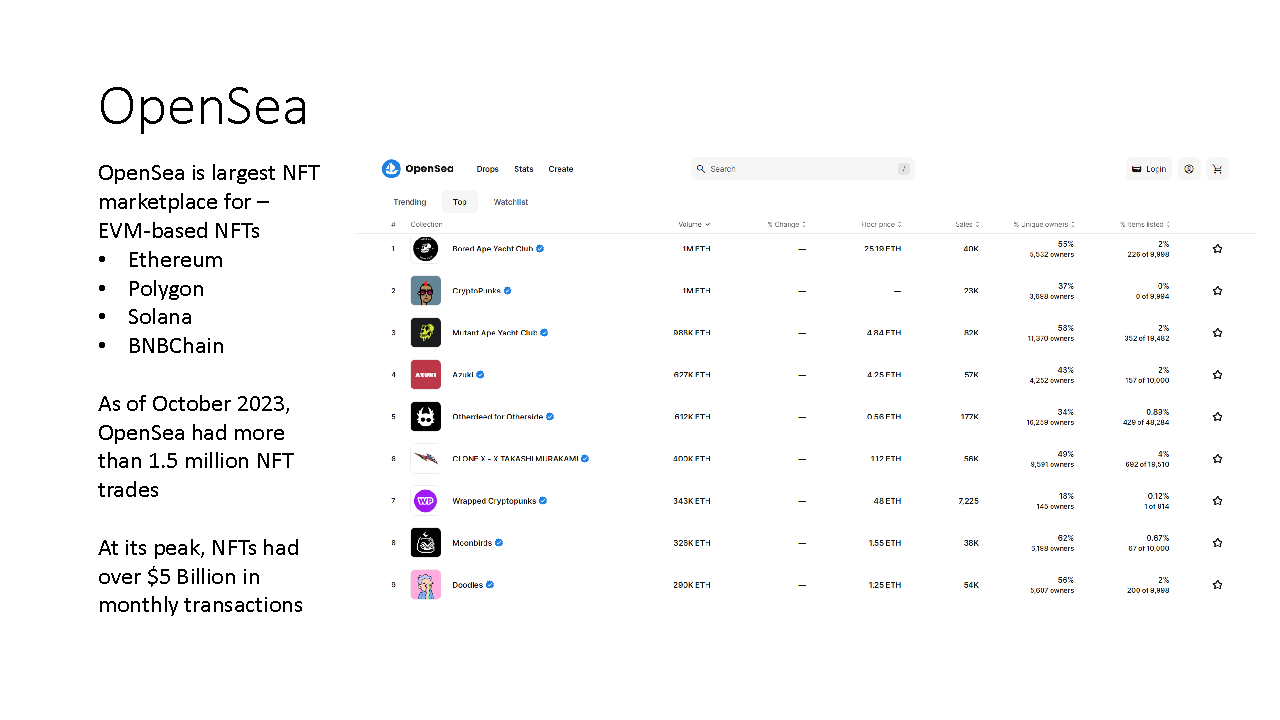 OpenSea
OpenSea is largest NFT
marketplace for –
EVM-based NFTs
• Ethereum
• Polygon
• Solana
• BNBChain
As of October 2023,
OpenSea had more
than 1.5 million NFT
trades
At its peak, NFTs had
over $5 Billion in
monthly transactions
OpenSea Drops Stats Create Search / Login
Trending Top Watchlist
# Collection Volume % Change Floor price Sales % Unique owners % Items listed
1 Bored Ape Yacht Club 1M ETH — 25.19 ETH 40K 55% 2%
5,532 owners 226 of 9,998
2 CryptoPunks 1M ETH — — 23K 37% 0%
3,698 owners 0 of 9,994
3 Mutant Ape Yacht Club 988K ETH — 4.84 ETH 82K 58% 2%
11,370 owners 352 of 19,482
4 AZUKI Azuki 627K ETH — 4.25 ETH 57K 43% 2%
4,252 owners 157 of 10,000
5 Otherdeed for Otherside 612K ETH — 0.56 ETH 177K 34% 0.89%
16,259 owners 429 of 48,284
6 CLONE X - X TAKASHI MURAKAMI 400K ETH — 1.12 ETH 56K 49% 4%
9,591 owners 692 of 19,510
7 WP Wrapped Cryptopunks 343K ETH — 48 ETH 7,225 18% 0.12%
145 owners 1 of 814
8 Moonbirds 326K ETH — 1.55 ETH 38K 62% 0.67%
6,198 owners 67 of 10,000
9 Doodles 290K ETH — 1.25 ETH 54K 56% 2%
5,607 owners 200 of 9,998